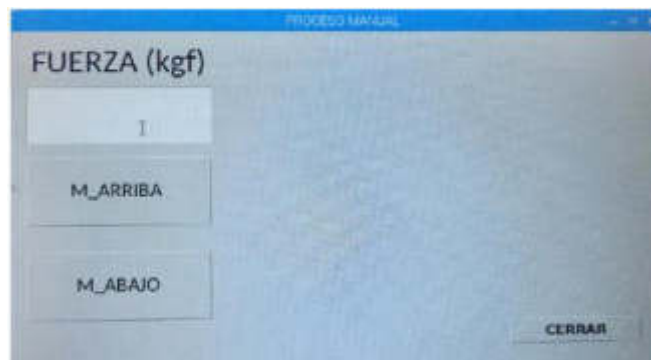 PROCESO MANUAL
FUERZA (kgf)
M_ARRIBA
M_ABAJO
CERRAR